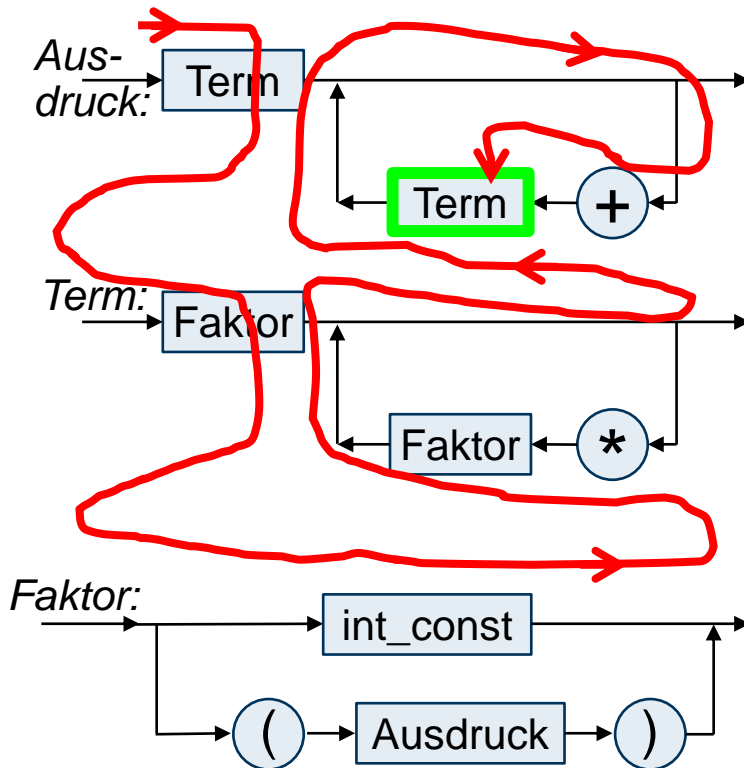 Aus-
druck:
Term
Term
+
Term:
Faktor
Faktor
*
Faktor:
int_const
(
Ausdruck
)